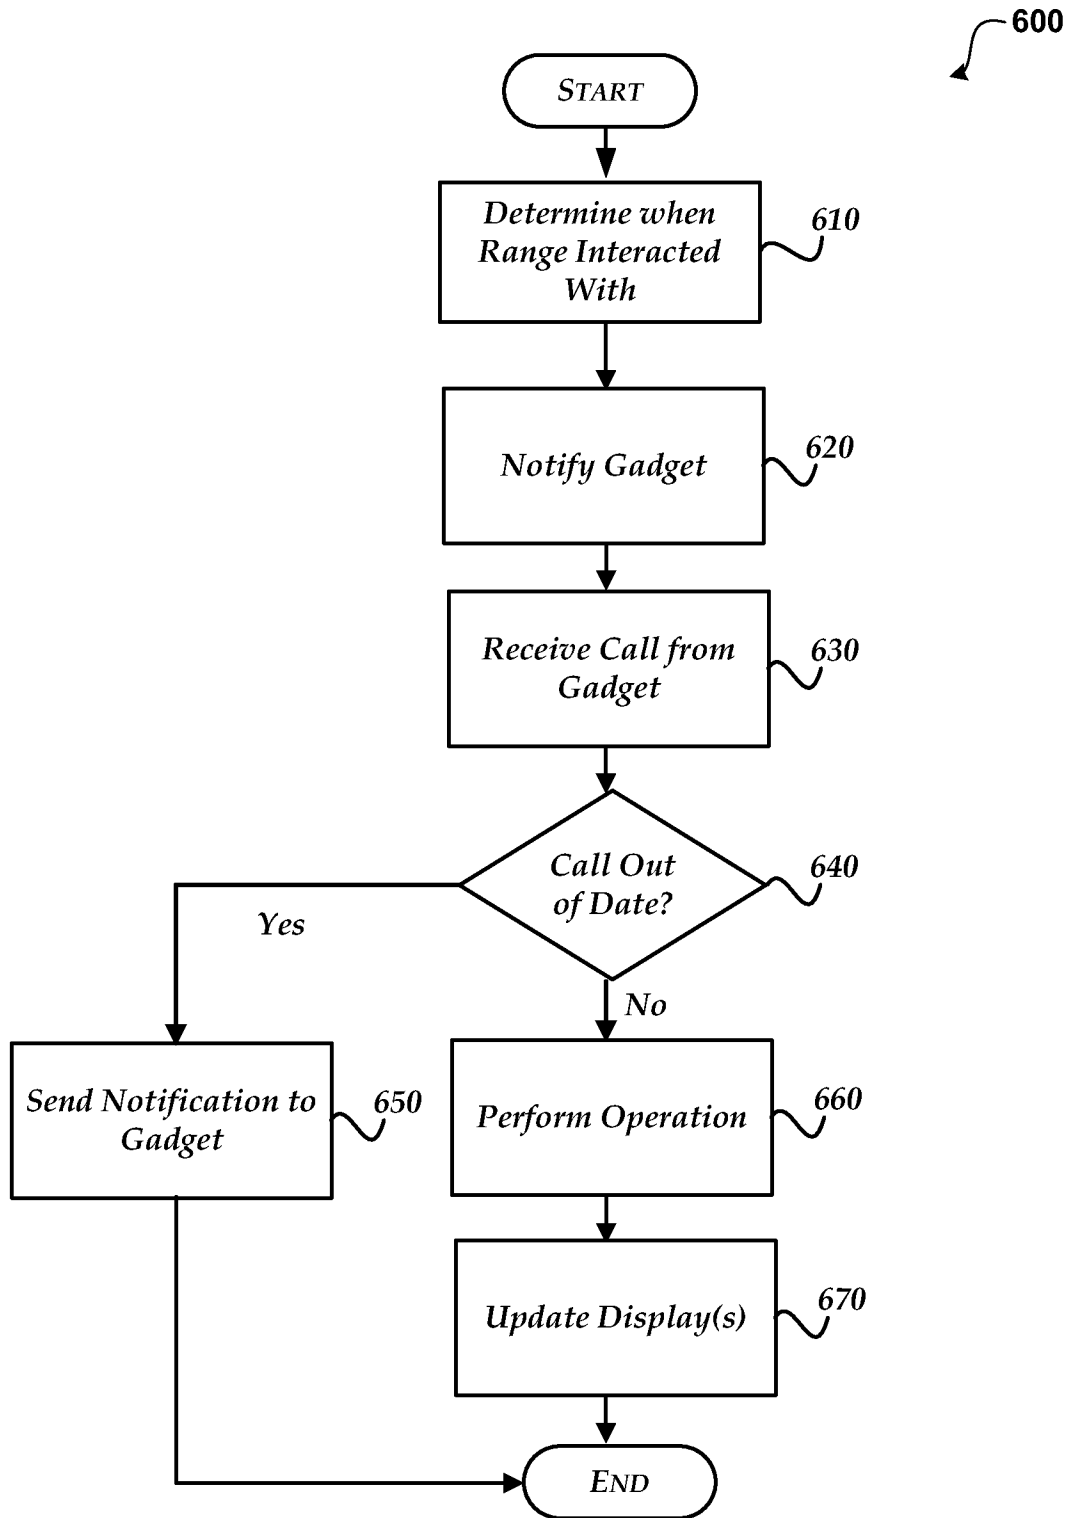 600
START
Determine when
Range Interacted
With
610
Notify Gadget
620
Receive Call from
Gadget
630
Call Out
of Date?
640
Yes
No
Send Notification to
Gadget
650
Perform Operation
660
Update Display(s)
670
END